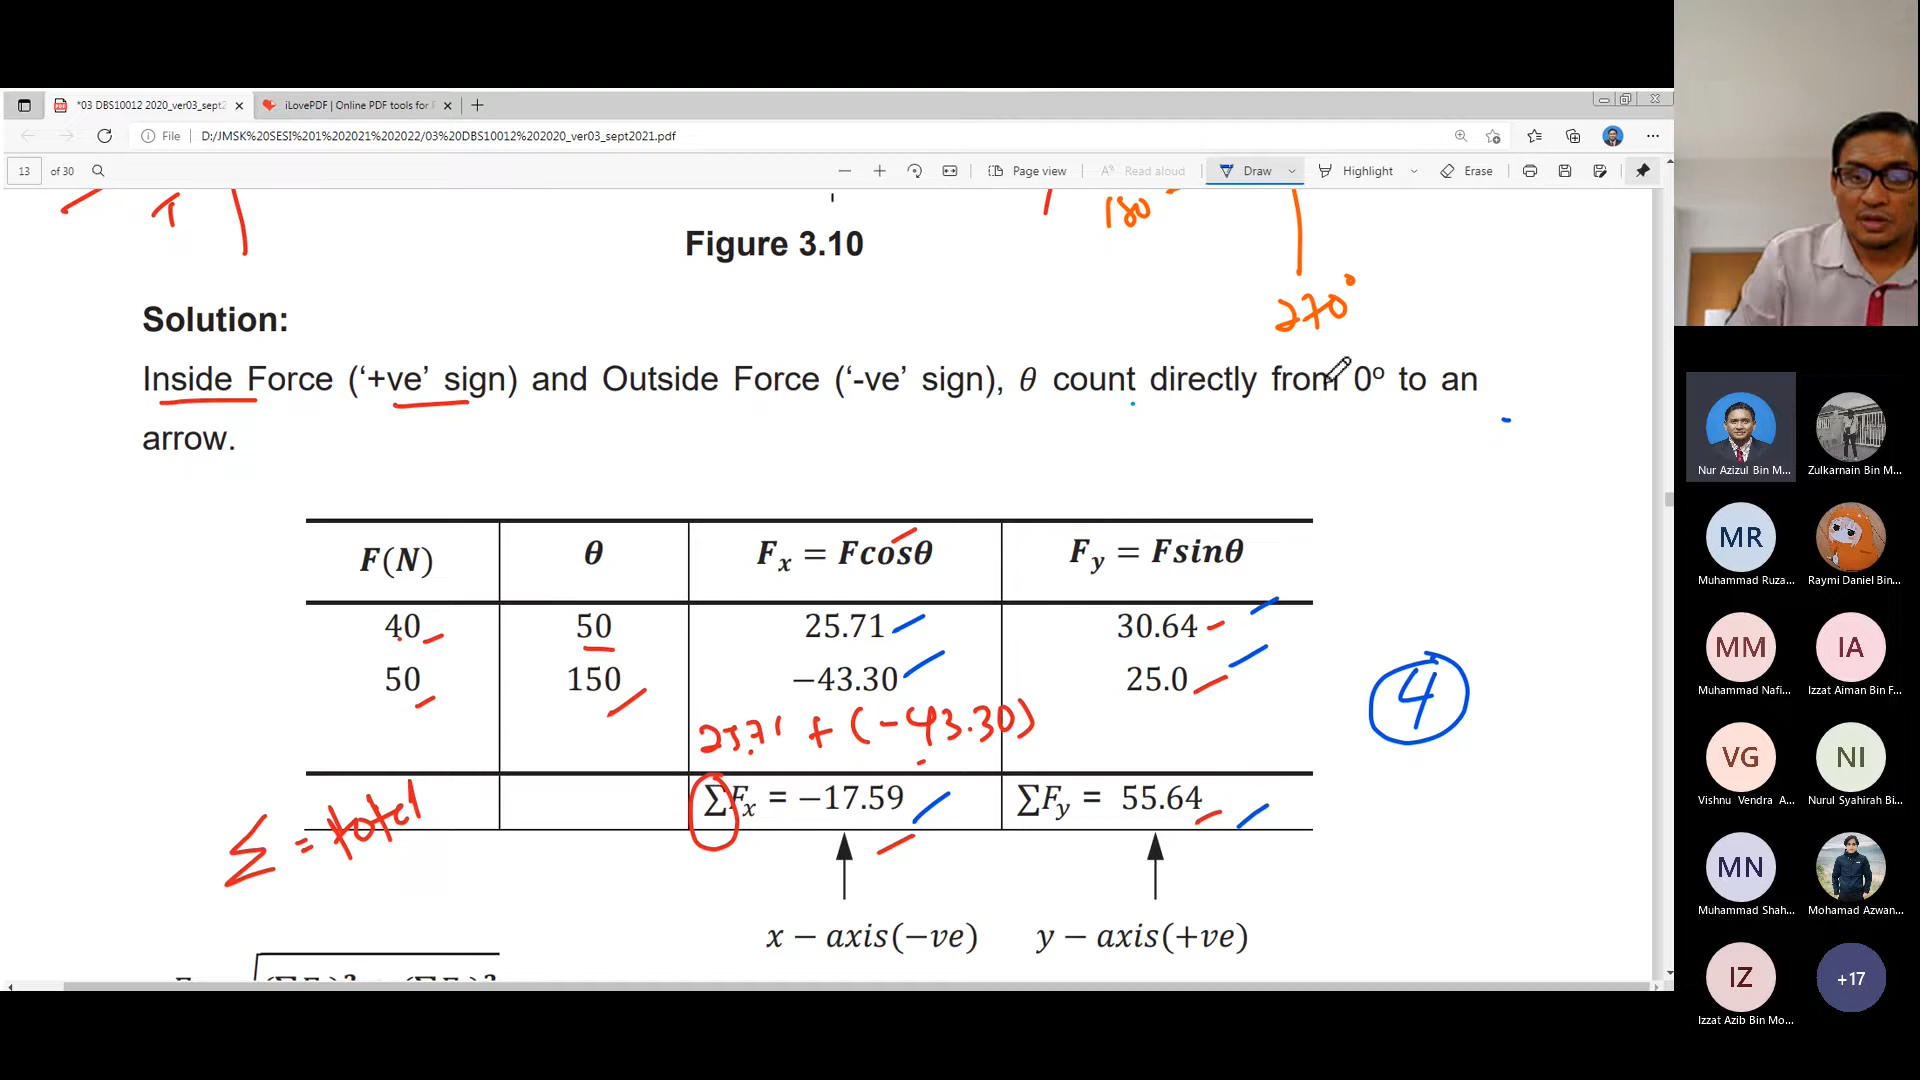 *03 DBS10012 2020_ver03_sept2
iLovePDF | Online PDF tools for
File
D:/JMSK%20SESI%201%202021%202022/03%20DBS10012%202020_ver03_sept2021.pdf
13 of 30
Page view
Read aloud
Draw
Highlight
Erase
180
Figure 3.10
270°
Solution:
Inside Force (‘+ve’ sign) and Outside Force (‘-ve’ sign), θ count directly from 0º to an
arrow.
F(N) θ Fx = Fcosθ Fy = Fsinθ
40 50 25.71 30.64
50 150 −43.30 25.0
25.71 + (-43.30)
4
∑Fx = −17.59 ∑Fy = 55.64
Σ = total
x − axis(−ve) y − axis(+ve)
Nur Azizul Bin M...
Zulkarnain Bin M...
MR
Muhammad Ruza...
Raymi Daniel Bin...
MM
Muhammad Nafi...
IA
Izzat Aiman Bin F...
VG
Vishnu Vendra A...
NI
Nurul Syahirah Bi...
MN
Muhammad Shah...
Mohamad Azwan...
IZ
Izzat Azib Bin Mo...
+17